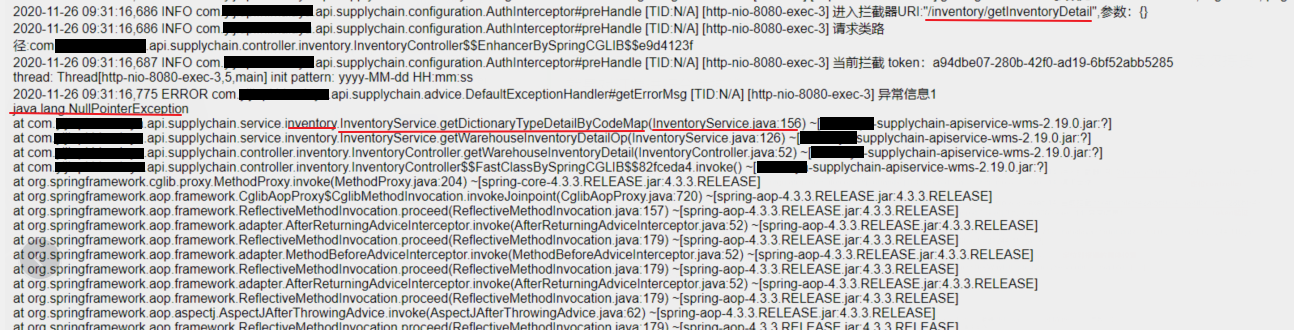 2020-11-26 09:31:16,686 INFO com. api.supplychain.configuration.AuthInterceptor#preHandle [TID:N/A] [http-nio-8080-exec-3] 进入拦截器URI:"/inventory/getInventoryDetail",参数：{}
2020-11-26 09:31:16,686 INFO com. api.supplychain.configuration.AuthInterceptor#preHandle [TID:N/A] [http-nio-8080-exec-3] 请求类路
径:com .api.supplychain.controller.inventory.InventoryController$$EnhancerBySpringCGLIB$$e9d4123f
2020-11-26 09:31:16,687 INFO com. api.supplychain.configuration.AuthInterceptor#preHandle [TID:N/A] [http-nio-8080-exec-3] 当前拦截 token：a94dbe07-280b-42f0-ad19-6bf52abb5285
thread: Thread[http-nio-8080-exec-3,5,main] init pattern: yyyy-MM-dd HH:mm:ss
2020-11-26 09:31:16,775 ERROR com. api.supplychain.advice.DefaultExceptionHandler#getErrorMsg [TID:N/A] [http-nio-8080-exec-3] 异常信息1
java.lang.NullPointerException
at com. .api.supplychain.service.inventory.InventoryService.getDictionaryTypeDetailByCodeMap(InventoryService.java:156) ~[ -supplychain-apiservice-wms-2.19.0.jar:?]
at com. .api.supplychain.service.inventory.InventoryService.getWarehouseInventoryDetailOp(InventoryService.java:126) ~[ -supplychain-apiservice-wms-2.19.0.jar:?]
at com. .api.supplychain.controller.inventory.InventoryController.getWarehouseInventoryDetail(InventoryController.java:52) ~[ -supplychain-apiservice-wms-2.19.0.jar:?]
at com. .api.supplychain.controller.inventory.InventoryController$$FastClassBySpringCGLIB$$82fceda4.invoke() ~[ -supplychain-apiservice-wms-2.19.0.jar:?]
at org.springframework.cglib.proxy.MethodProxy.invoke(MethodProxy.java:204) ~[spring-core-4.3.3.RELEASE.jar:4.3.3.RELEASE]
at org.springframework.aop.framework.CglibAopProxy$CglibMethodInvocation.invokeJoinpoint(CglibAopProxy.java:720) ~[spring-aop-4.3.3.RELEASE.jar:4.3.3.RELEASE]
at org.springframework.aop.framework.ReflectiveMethodInvocation.proceed(ReflectiveMethodInvocation.java:157) ~[spring-aop-4.3.3.RELEASE.jar:4.3.3.RELEASE]
at org.springframework.aop.framework.adapter.AfterReturningAdviceInterceptor.invoke(AfterReturningAdviceInterceptor.java:52) ~[spring-aop-4.3.3.RELEASE.jar:4.3.3.RELEASE]
at org.springframework.aop.framework.ReflectiveMethodInvocation.proceed(ReflectiveMethodInvocation.java:179) ~[spring-aop-4.3.3.RELEASE.jar:4.3.3.RELEASE]
at org.springframework.aop.framework.adapter.MethodBeforeAdviceInterceptor.invoke(MethodBeforeAdviceInterceptor.java:52) ~[spring-aop-4.3.3.RELEASE.jar:4.3.3.RELEASE]
at org.springframework.aop.framework.ReflectiveMethodInvocation.proceed(ReflectiveMethodInvocation.java:179) ~[spring-aop-4.3.3.RELEASE.jar:4.3.3.RELEASE]
at org.springframework.aop.framework.adapter.AfterReturningAdviceInterceptor.invoke(AfterReturningAdviceInterceptor.java:52) ~[spring-aop-4.3.3.RELEASE.jar:4.3.3.RELEASE]
at org.springframework.aop.framework.ReflectiveMethodInvocation.proceed(ReflectiveMethodInvocation.java:179) ~[spring-aop-4.3.3.RELEASE.jar:4.3.3.RELEASE]
at org.springframework.aop.aspectj.AspectJAfterThrowingAdvice.invoke(AspectJAfterThrowingAdvice.java:62) ~[spring-aop-4.3.3.RELEASE.jar:4.3.3.RELEASE]
at org.springframework.aop.framework.ReflectiveMethodInvocation.proceed(ReflectiveMethodInvocation.java:179) ~[spring-aop-4.3.3.RELEASE.jar:4.3.3.RELEASE]